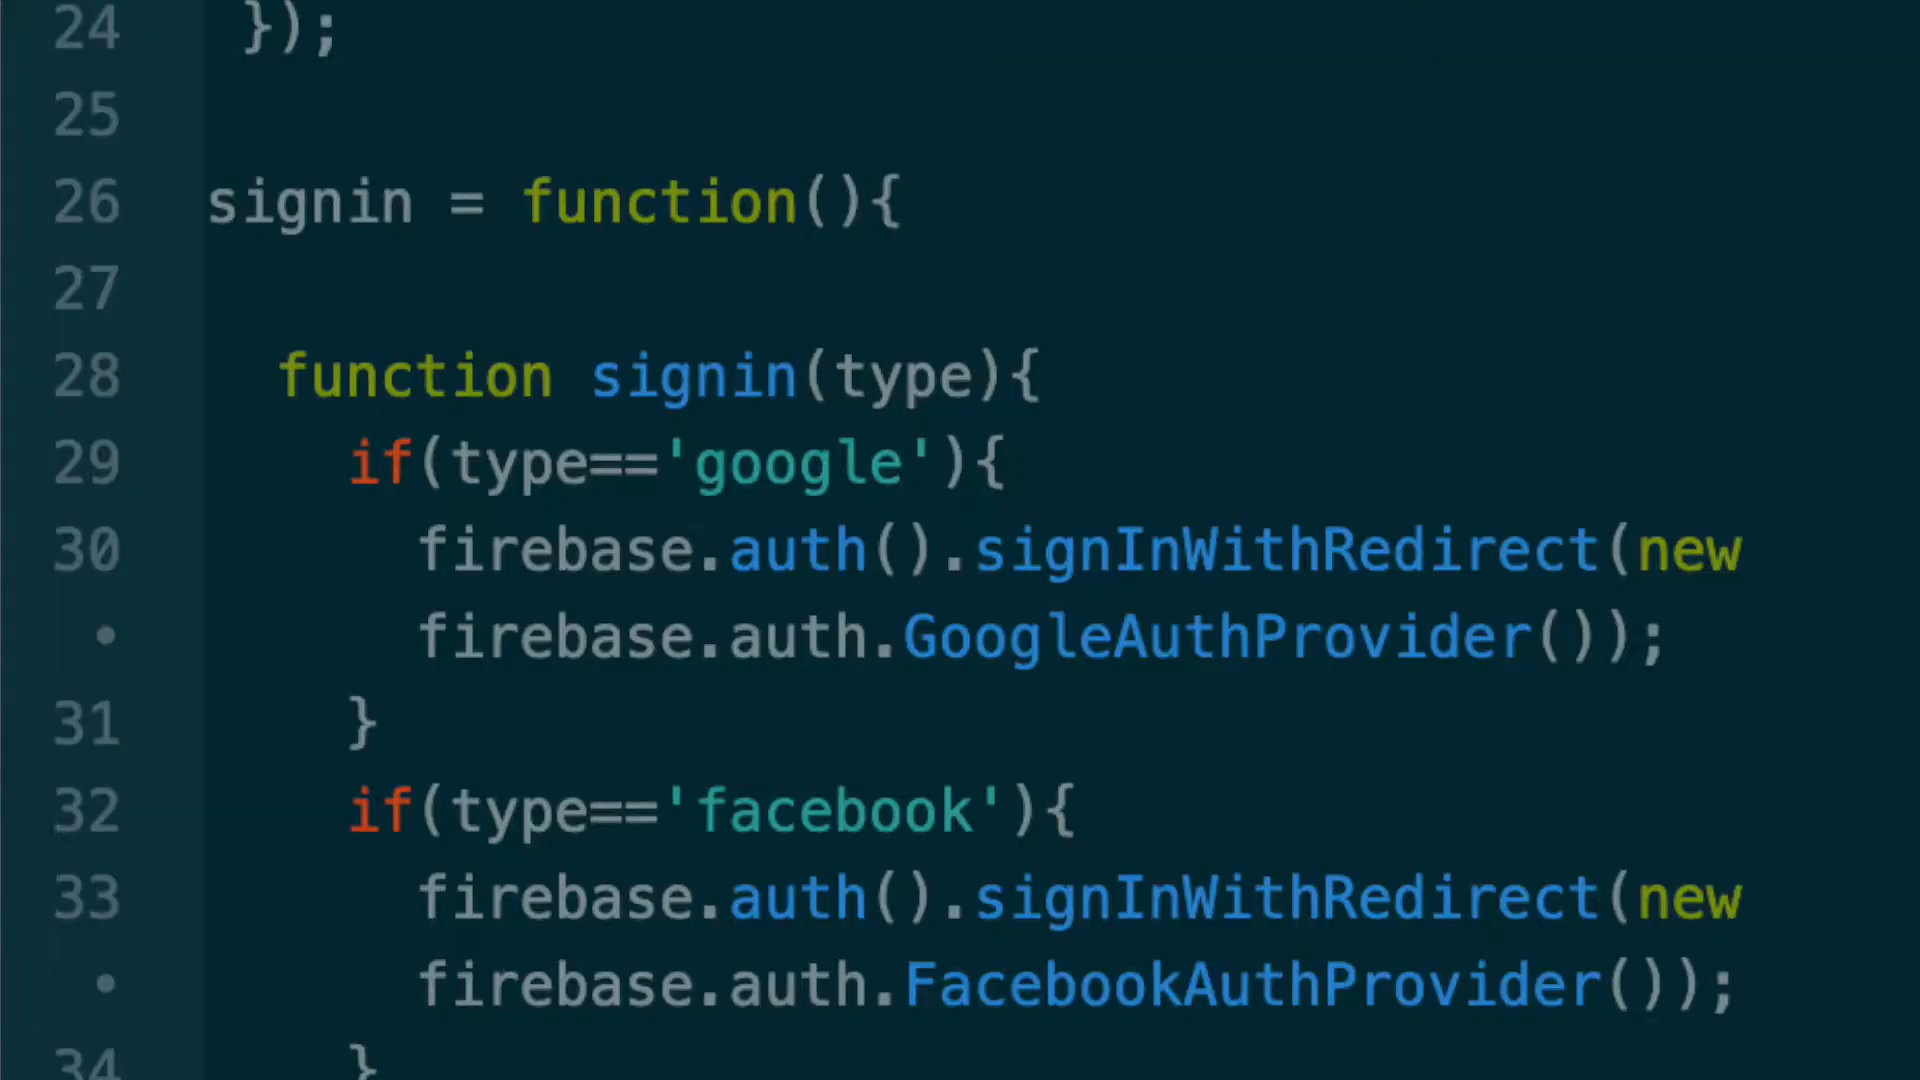 24 });
25
26 signin = function(){
27
28 function signin(type){
29 if(type=='google'){
30 firebase.auth().signInWithRedirect(new
• firebase.auth.GoogleAuthProvider());
31 }
32 if(type=='facebook'){
33 firebase.auth().signInWithRedirect(new
• firebase.auth.FacebookAuthProvider());
34 }